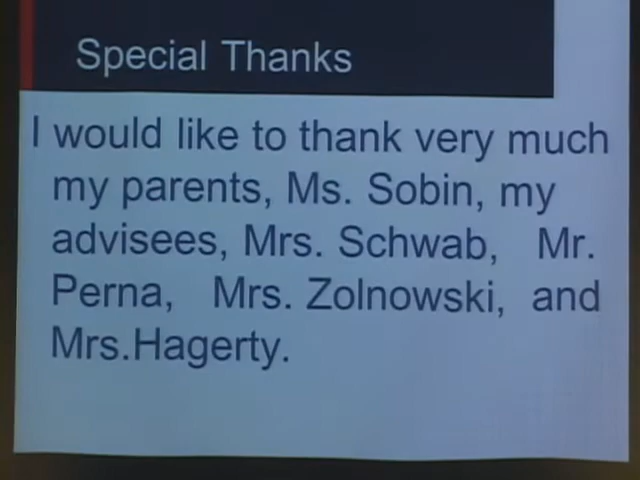 Special Thanks
I would like to thank very much
my parents, Ms. Sobin, my
advisees, Mrs. Schwab, Mr.
Perna, Mrs. Zolnowski, and
Mrs.Hagerty.